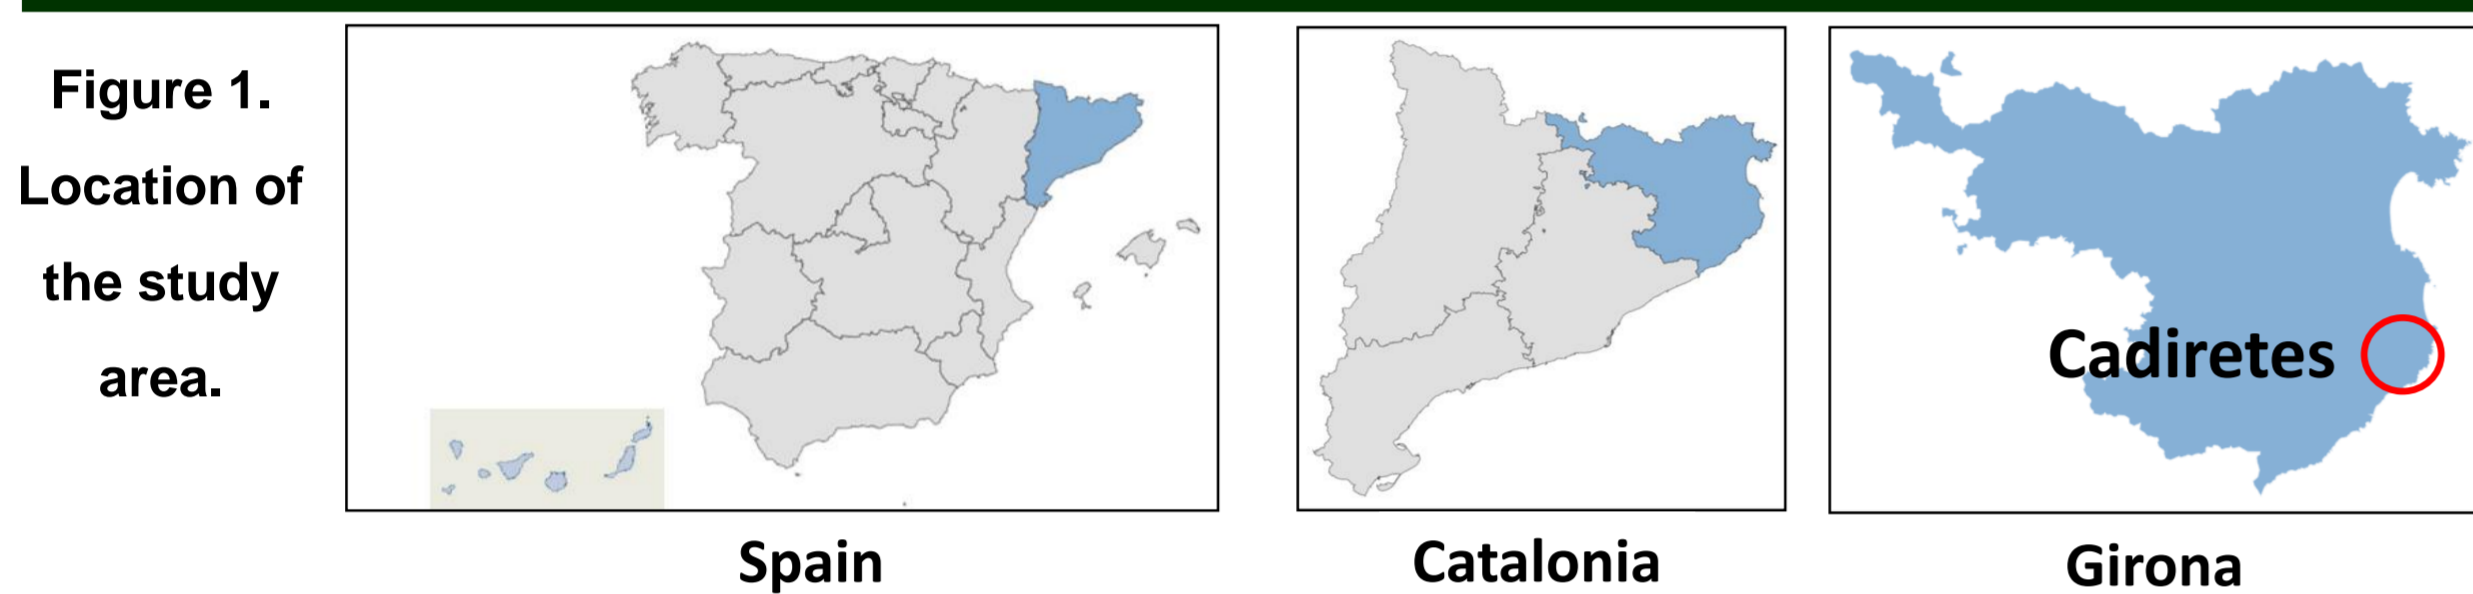 Figure 1.
Location of
the study
area.
Cadiretes
Spain
Catalonia
Girona